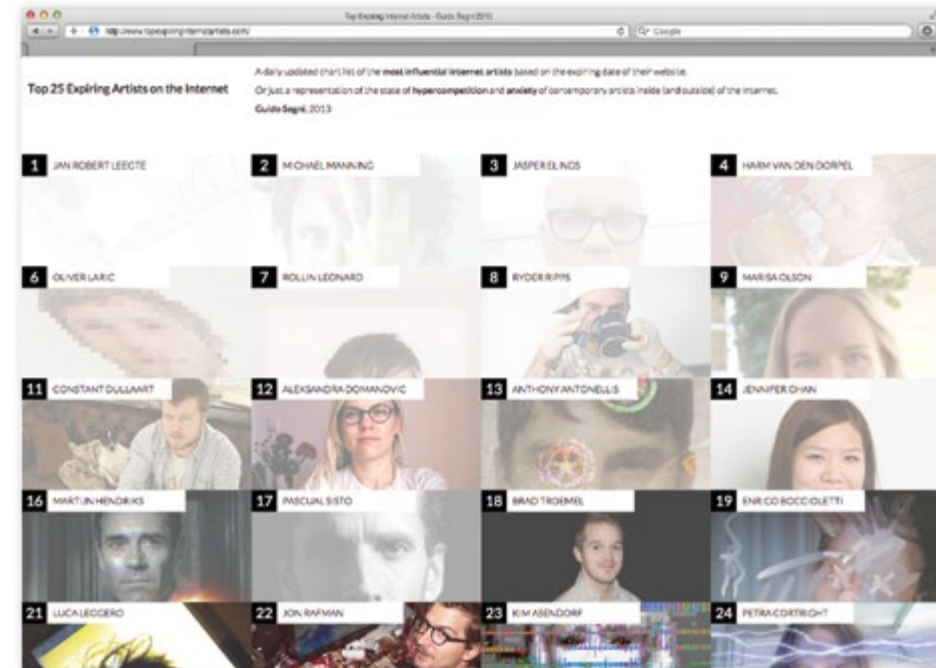 Top Expiring Internet Artists - Guido Segni 2013
http://www.topexpiringinternetartists.com/
Google
Top 25 Expiring Artists on the Internet
A daily updated chart list of the most influential internet artists based on the expiring date of their website.
Or just a representation of the state of hypercompetition and anxiety of contemporary artists inside (and outside) of the internet.
Guido Segni, 2013
1 JAN ROBERT LEEGTE
2 MICHAEL MANNING
3 JASPER ELINGS
4 HARM VAN DEN DORPEL
6 OLIVER LARIC
7 ROLLIN LEONARD
8 RYDER RIPPS
9 MARISA OLSON
11 CONSTANT DULLAART
12 ALEKSANDRA DOMANOVIC
13 ANTHONY ANTONELLIS
14 JENNIFER CHAN
16 MARTIJN HENDRIKS
17 PASCUAL SISTO
18 BRAD TROEMEL
19 ENRICO BOCCIOLETTI
21 LUCA LEGGERO
22 JON RAFMAN
23 KIM ASENDORF
24 PETRA CORTRIGHT